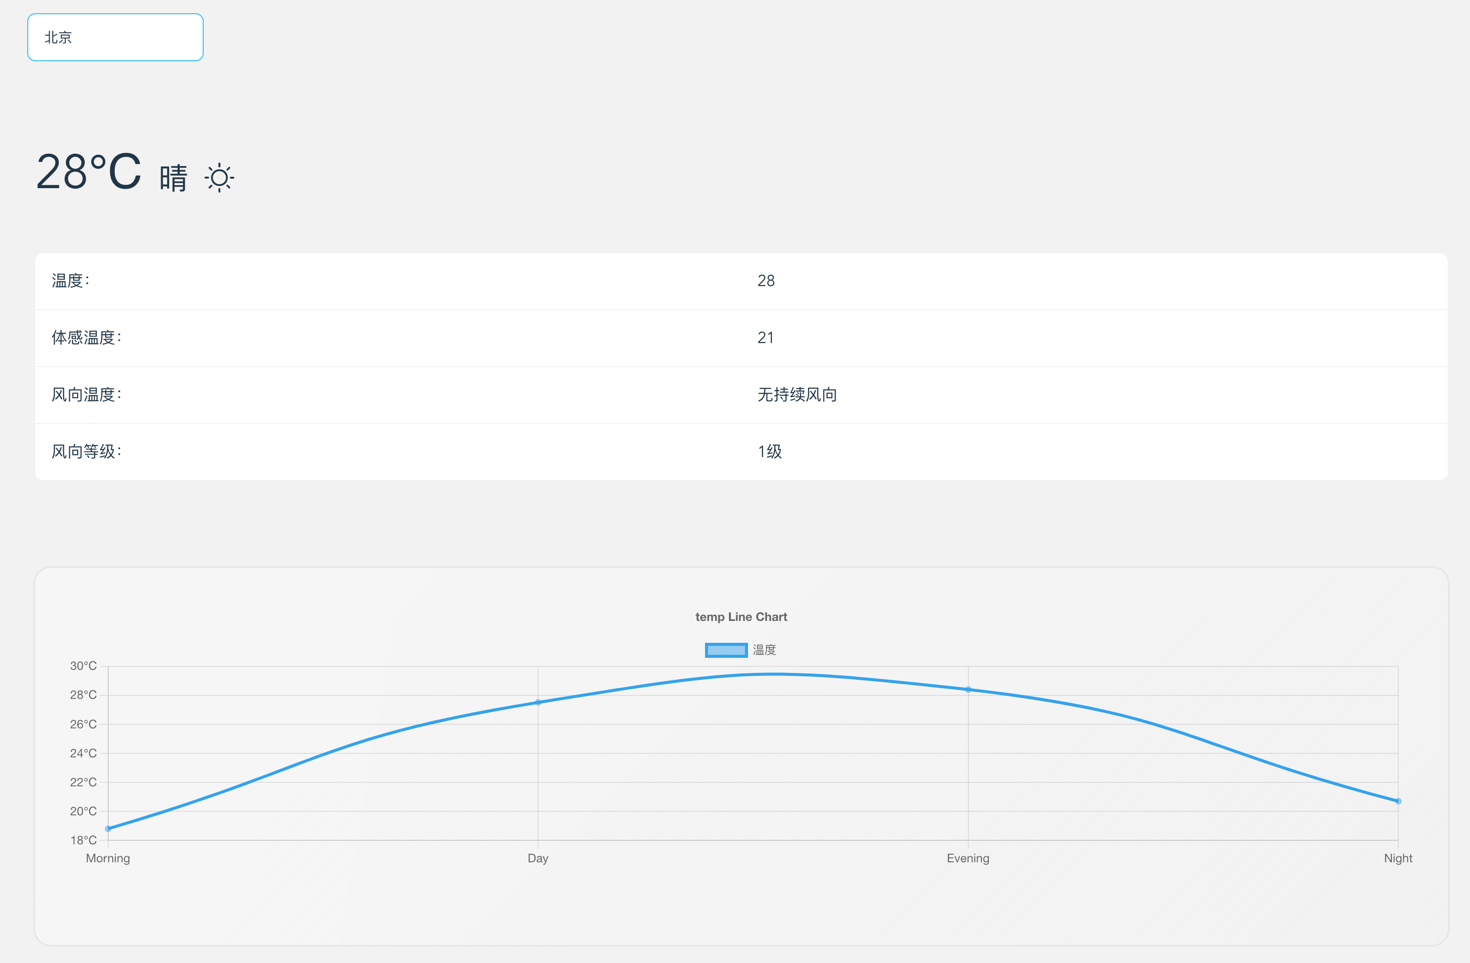 北京
28°C 晴
温度： 28
体感温度： 21
风向温度： 无持续风向
风向等级： 1级
temp Line Chart
温度
30°C
28°C
26°C
24°C
22°C
20°C
18°C
Morning Day Evening Night